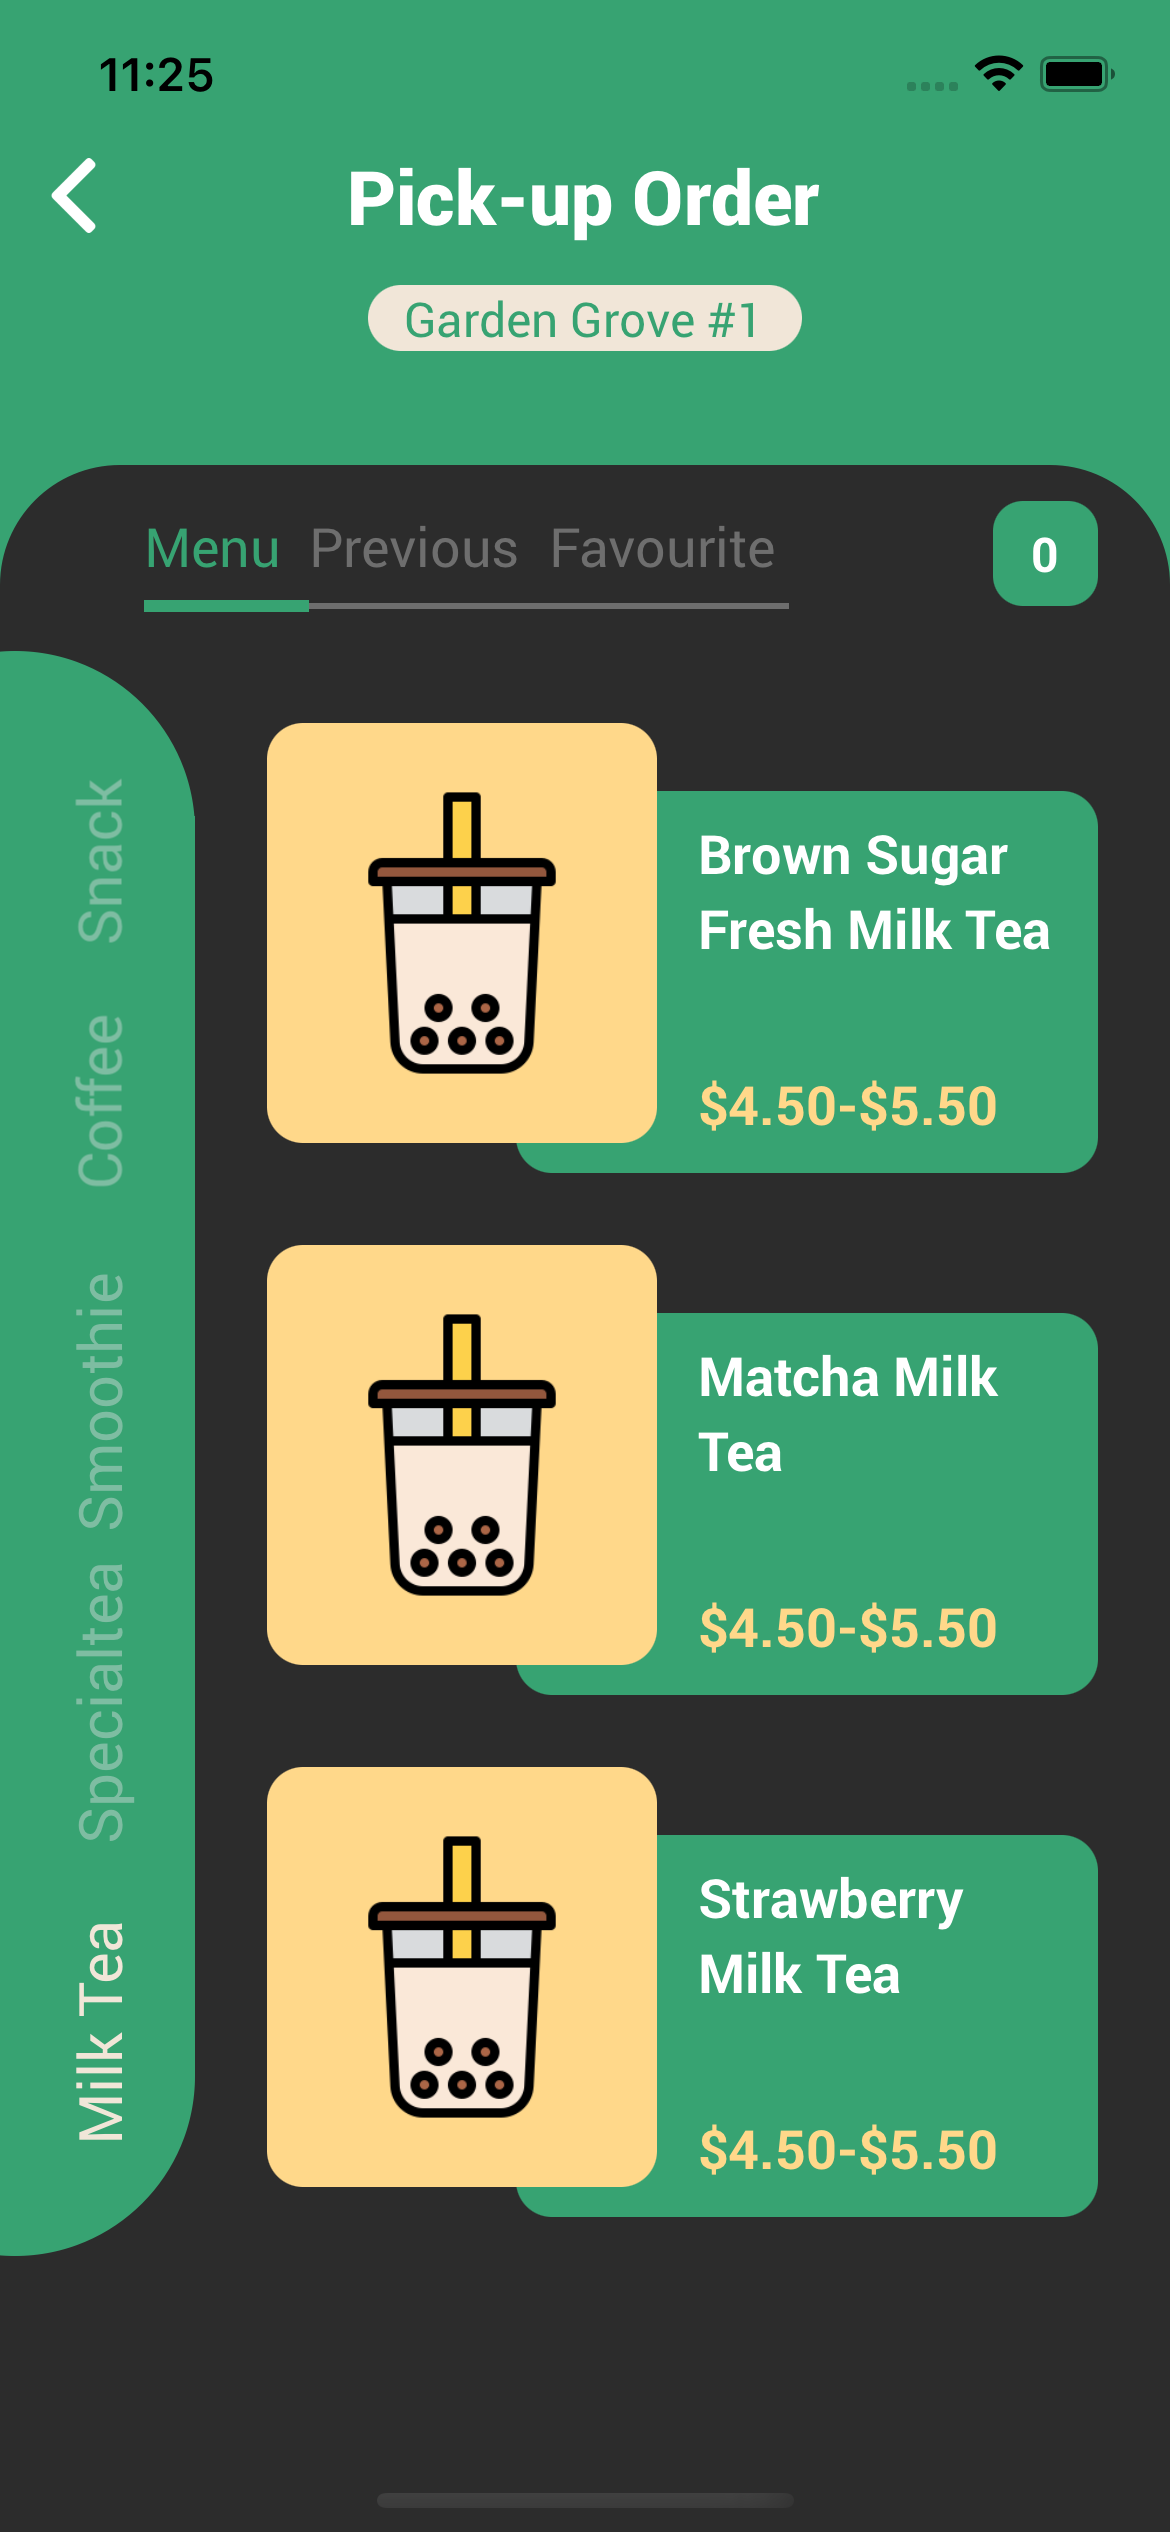 11:25
Pick-up Order
Garden Grove #1
Menu Previous Favourite
0
Snack
Coffee
Smoothie
Specialtea
Milk Tea
Brown Sugar
Fresh Milk Tea
$4.50-$5.50
Matcha Milk
Tea
$4.50-$5.50
Strawberry
Milk Tea
$4.50-$5.50